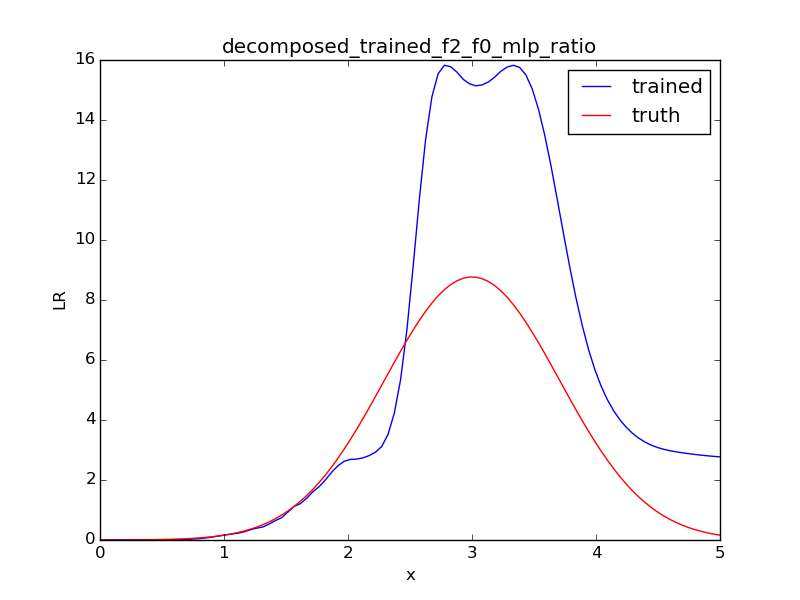 decomposed_trained_f2_f0_mlp_ratio
16
14
12
10
8
6
4
2
0
LR
trained
truth
0 1 2 3 4 5
x